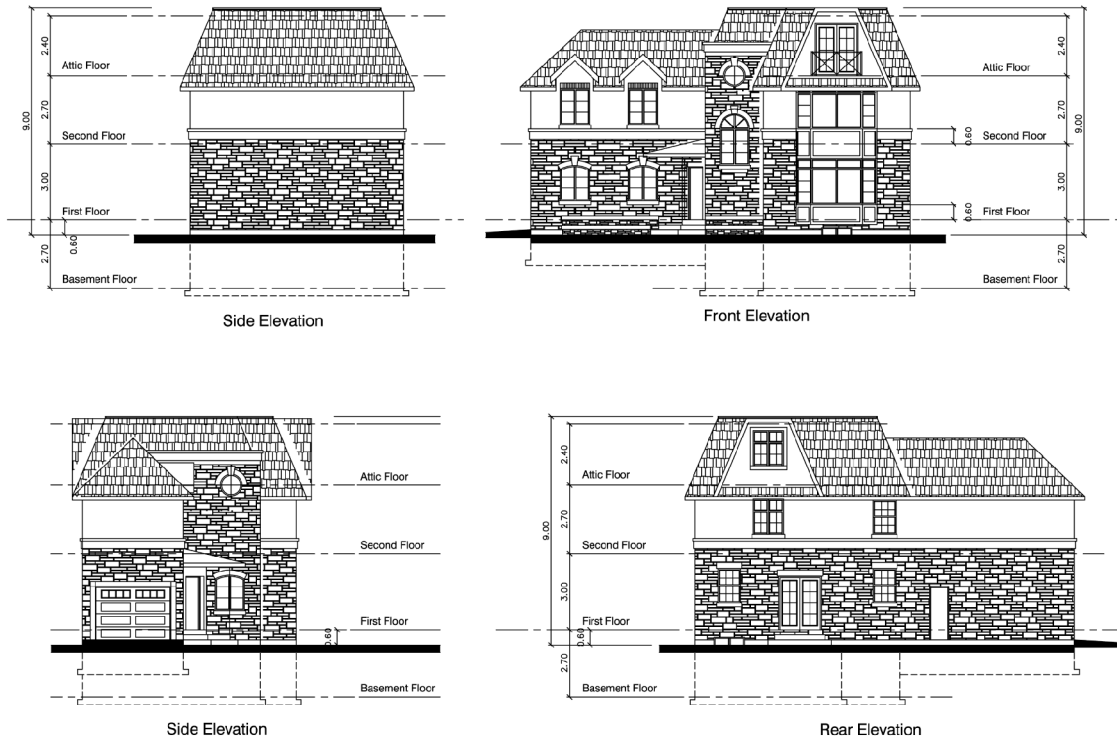 2.40
Attic Floor
2.70
9.00
Second Floor
3.00
First Floor
0.60
2.70
Basement Floor
Side Elevation
2.40
Attic Floor
2.70
9.00
0.60
Second Floor
3.00
0.60
First Floor
2.70
Basement Floor
Front Elevation
Attic Floor
Second Floor
First Floor
0.60
Basement Floor
Side Elevation
2.40
Attic Floor
2.70
9.00
Second Floor
3.00
First Floor
0.60
2.70
Basement Floor
Rear Elevation